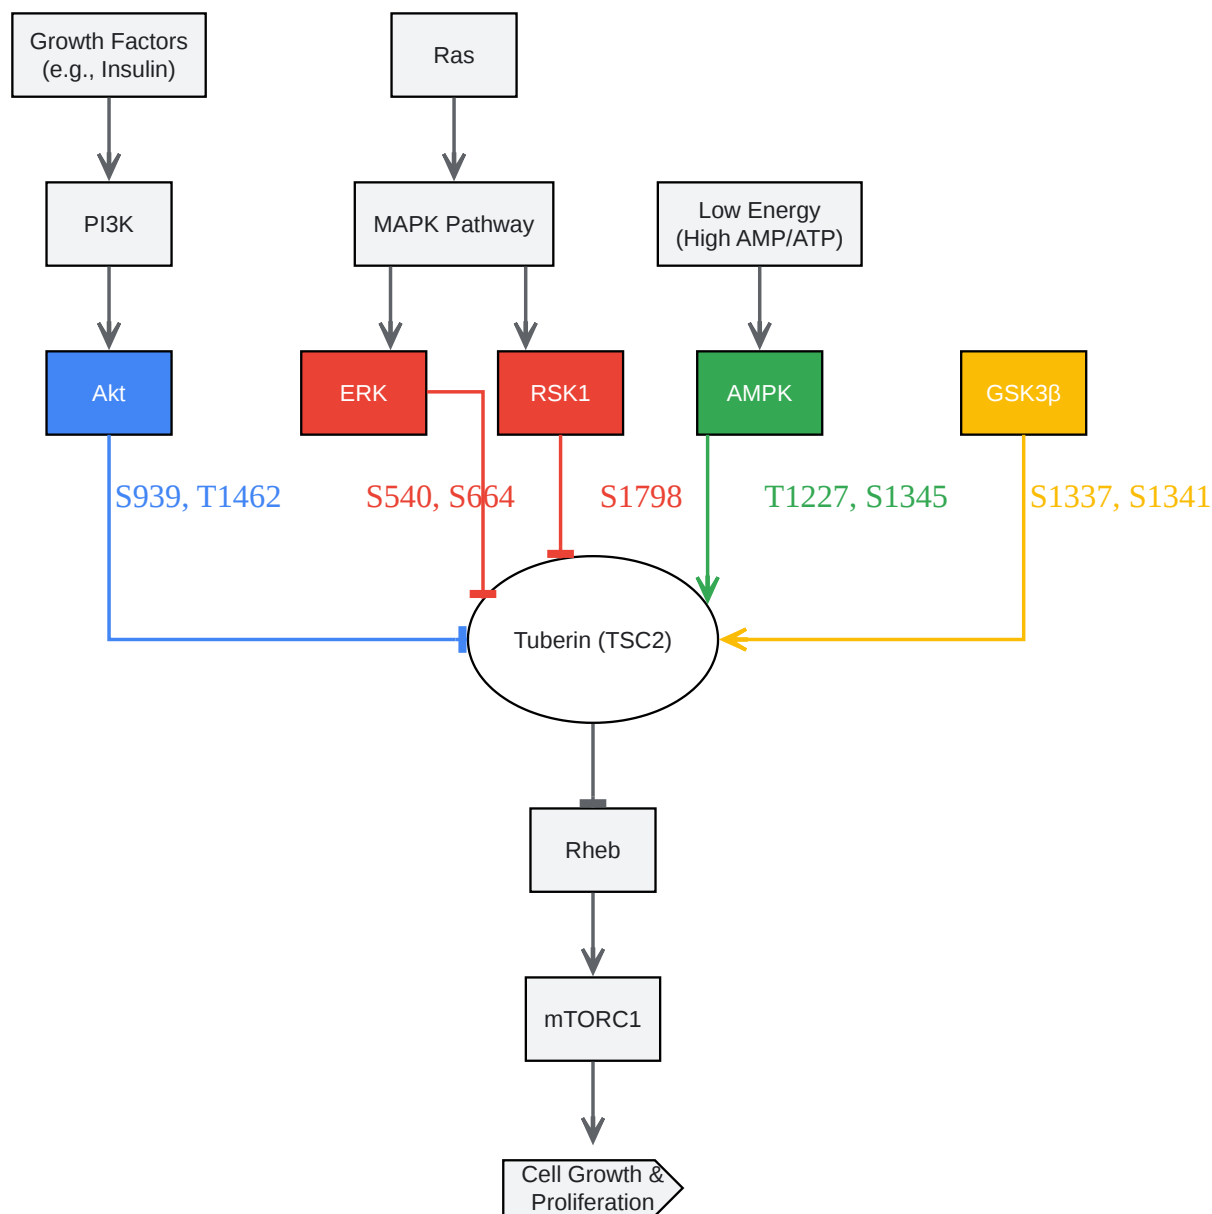 Growth Factors
(e.g., Insulin)
Ras
PI3K
MAPK Pathway
Low Energy
(High AMP/ATP)
Akt
ERK
RSK1
AMPK
GSK3β
S939, T1462
S540, S664
S1798
T1227, S1345
S1337, S1341
Tuberin (TSC2)
Rheb
mTORC1
Cell Growth &
Proliferation